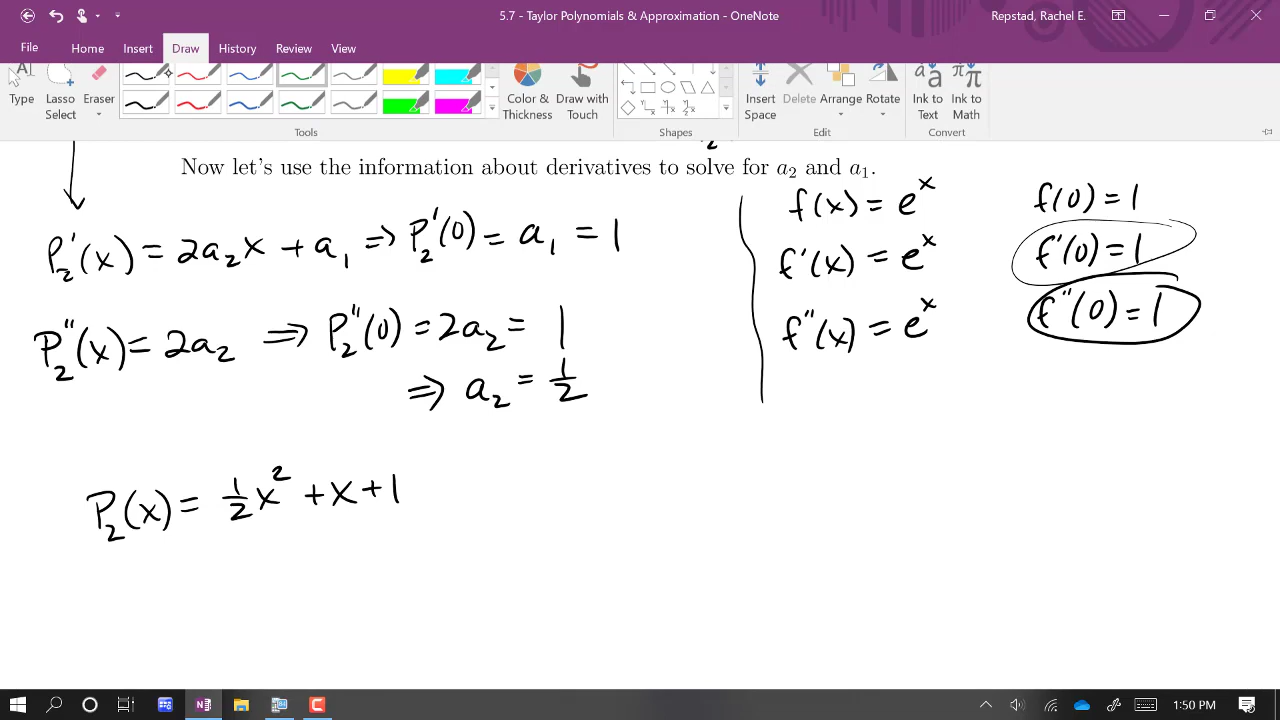 5.7 - Taylor Polynomials & Approximation - OneNote
Repstad, Rachel E.
File Home Insert Draw History Review View
Type Lasso Select Eraser Color & Thickness Draw with Touch Insert Space Delete Arrange Rotate Ink to Text Ink to Math
Tools Shapes Edit Convert
Now let's use the information about derivatives to solve for a₂ and a₁.
f(x) = eˣ f(0) = 1
P₂'(x) = 2a₂x + a₁ ⇒ P₂'(0) = a₁ = 1
f'(x) = eˣ f'(0) = 1
P₂''(x) = 2a₂ ⇒ P₂''(0) = 2a₂ = 1
f''(x) = eˣ f''(0) = 1
⇒ a₂ = 1/2
P₂(x) = 1/2 x² + x + 1
1:50 PM